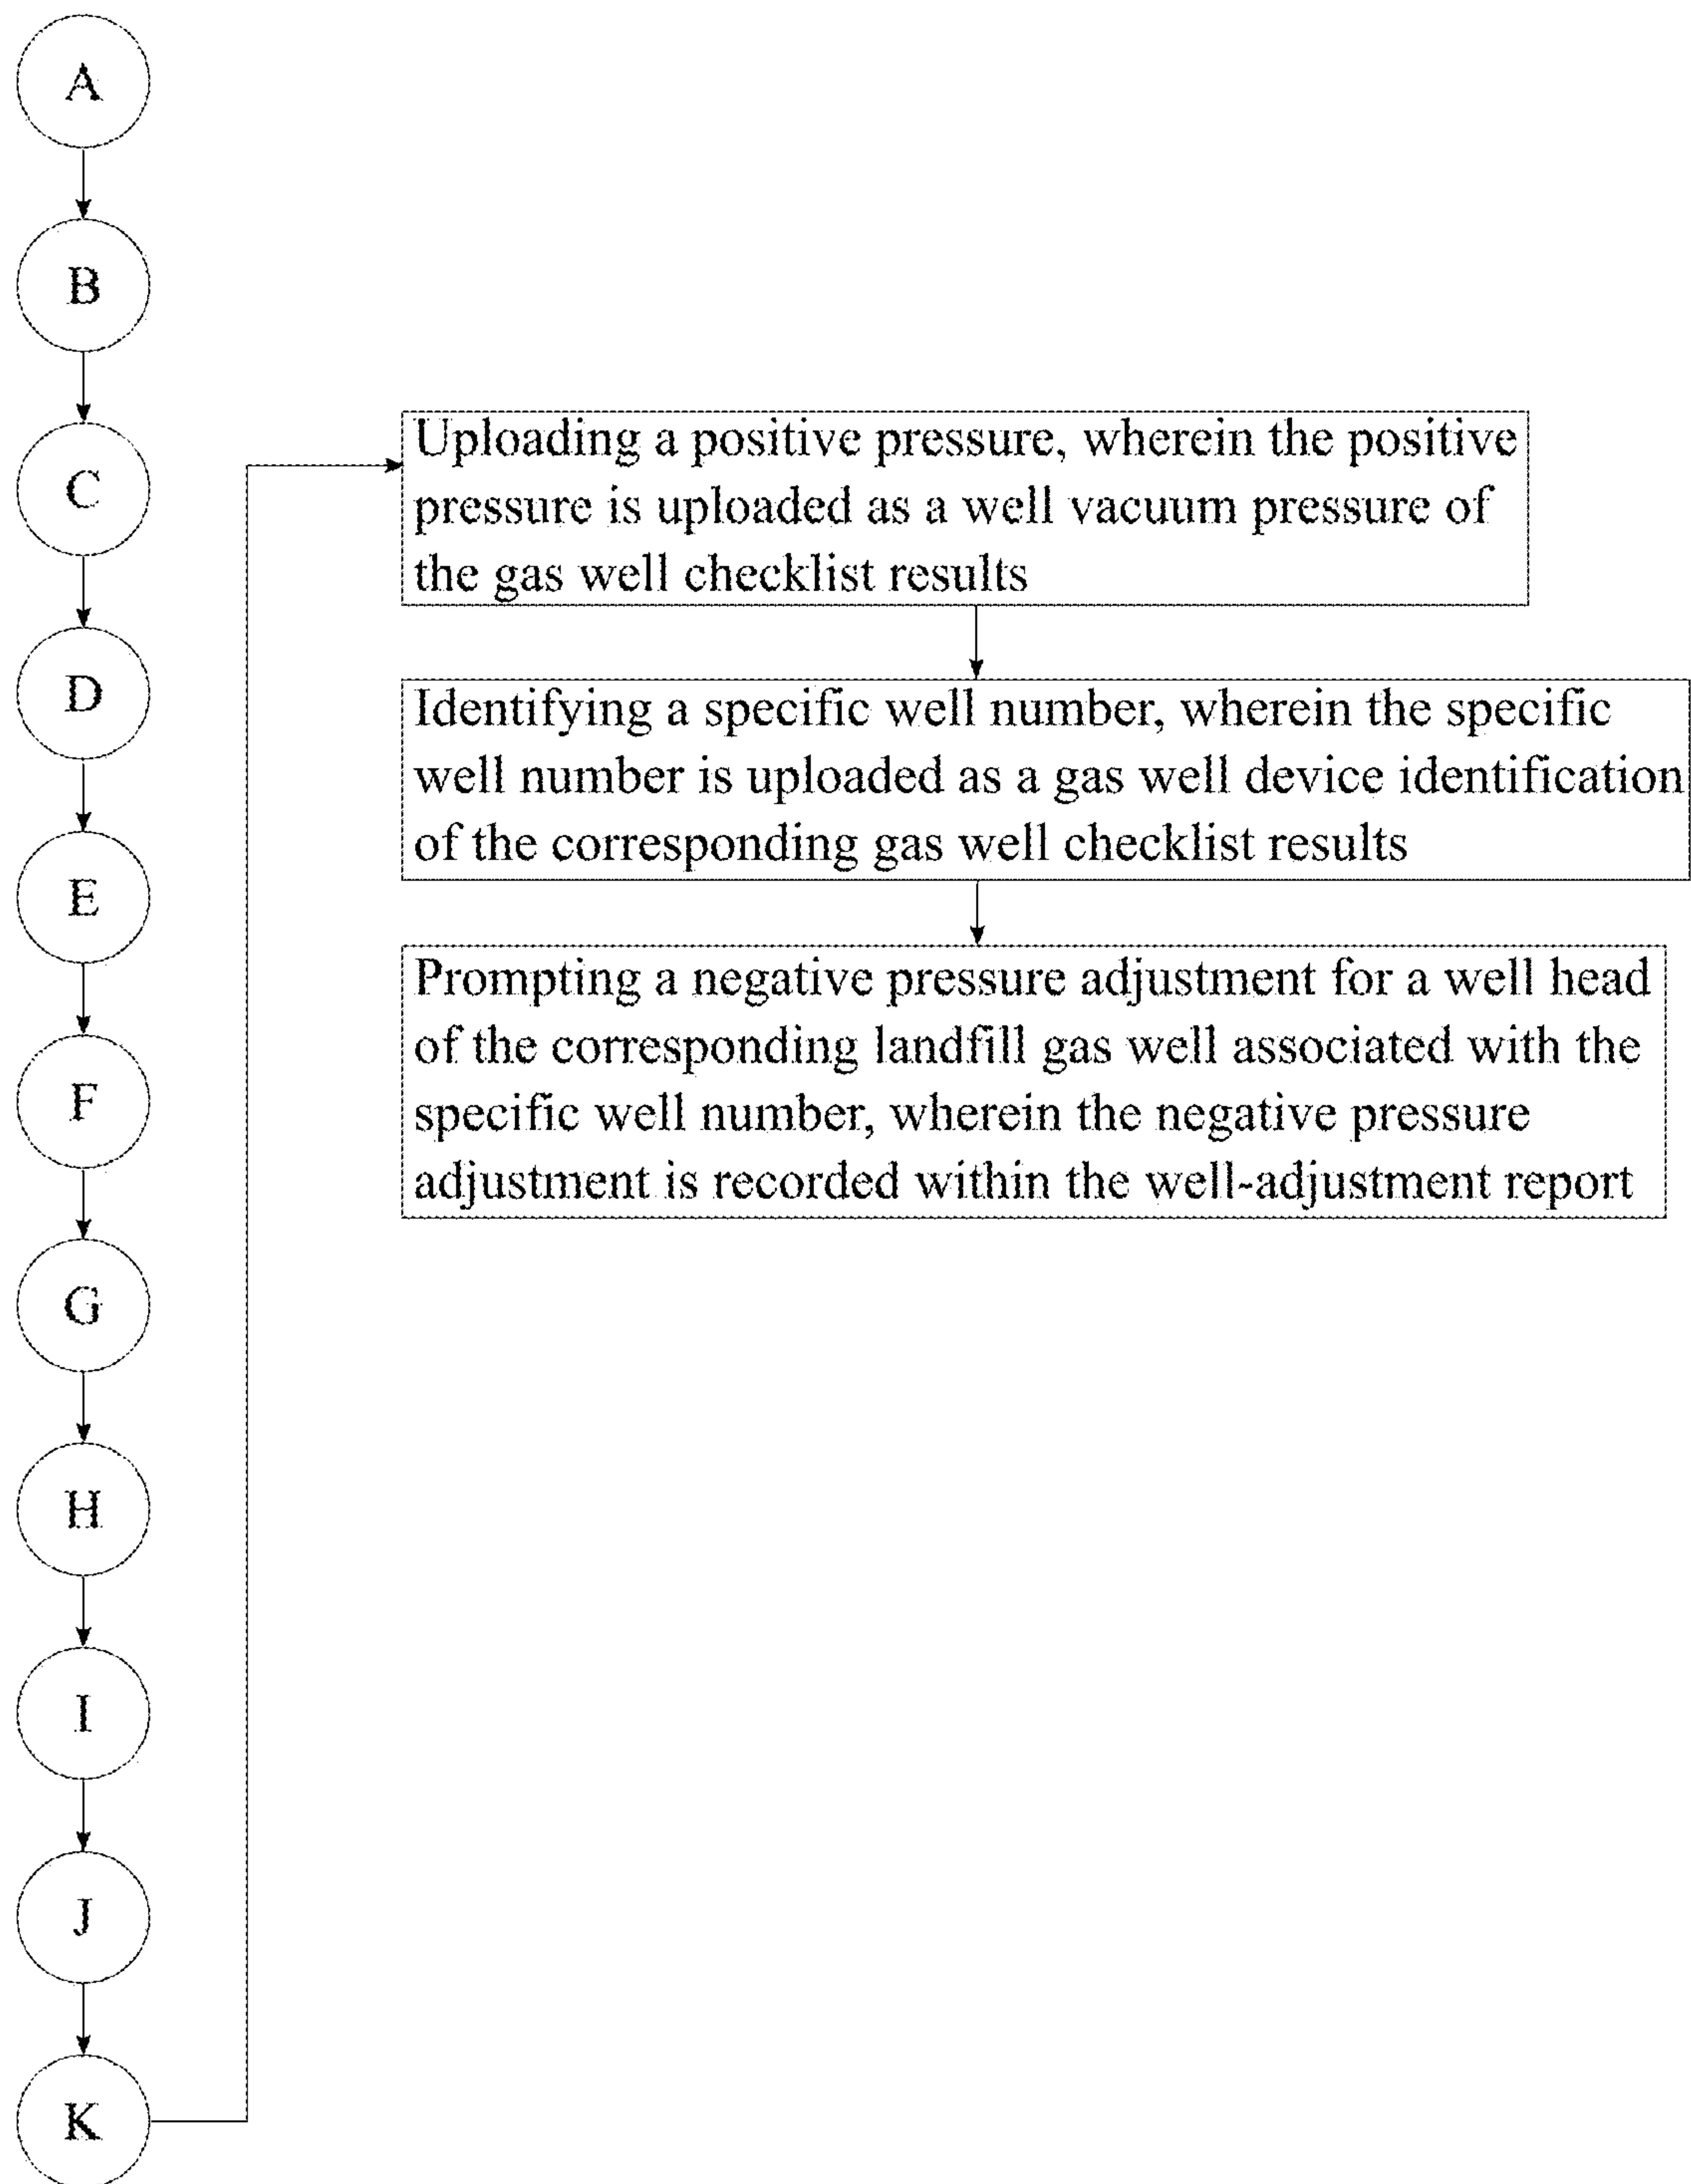 A
B
C
D
E
F
G
H
I
J
K
Uploading a positive pressure, wherein the positive
pressure is uploaded as a well vacuum pressure of
the gas well checklist results
Identifying a specific well number, wherein the specific
well number is uploaded as a gas well device identification
of the corresponding gas well checklist results
Prompting a negative pressure adjustment for a well head
of the corresponding landfill gas well associated with the
specific well number, wherein the negative pressure
adjustment is recorded within the well-adjustment report